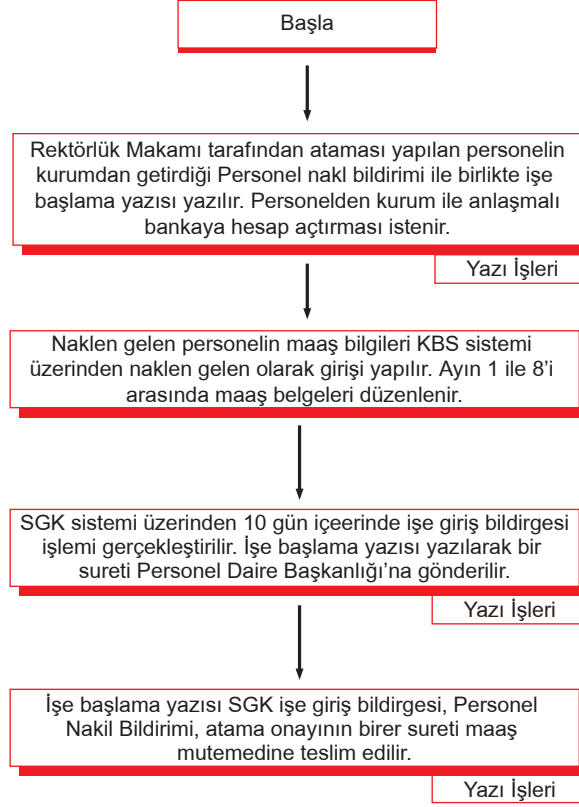 Başla
Rektörlük Makamı tarafından ataması yapılan personelin
kurumdan getirdiği Personel nakl bildirimi ile birlikte işe
başlama yazısı yazılır. Personelden kurum ile anlaşmalı
bankaya hesap açtırması istenir.
Yazı İşleri
Naklen gelen personelin maaş bilgileri KBS sistemi
üzerinden naklen gelen olarak girişi yapılır. Ayın 1 ile 8’i
arasında maaş belgeleri düzenlenir.
SGK sistemi üzerinden 10 gün içeerinde işe giriş bildirgesi
işlemi gerçekleştirilir. İşe başlama yazısı yazılarak bir
sureti Personel Daire Başkanlığı’na gönderilir.
Yazı İşleri
İşe başlama yazısı SGK işe giriş bildirgesi, Personel
Nakil Bildirimi, atama onayının birer sureti maaş
mutemedine teslim edilir.
Yazı İşleri